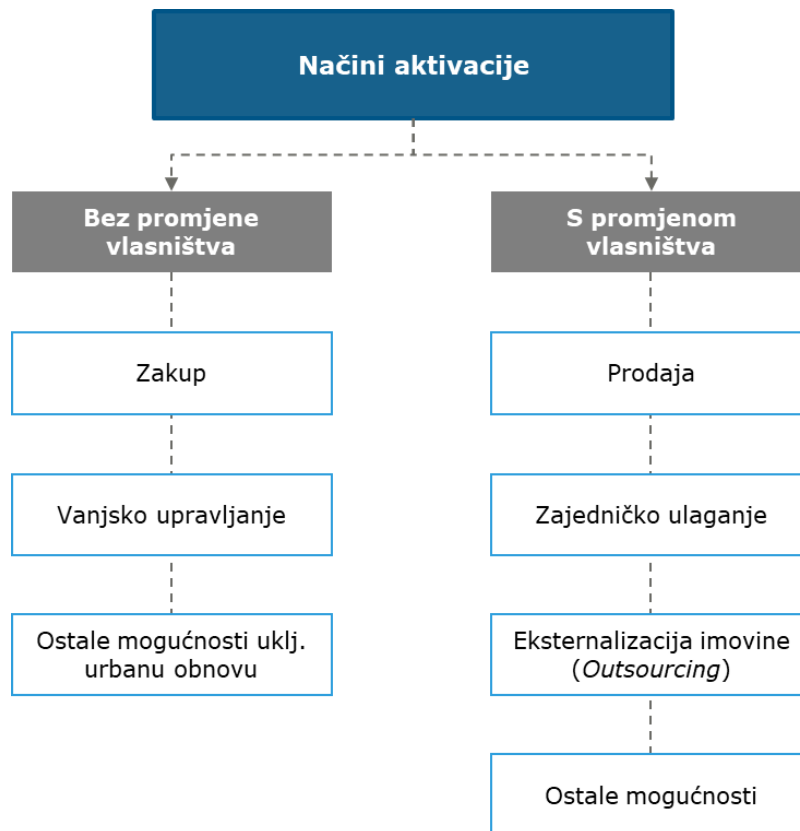 Načini aktivacije
Bez promjene
vlasništva
Zakup
Vanjsko upravljanje
Ostale mogućnosti uklj.
urbanu obnovu
S promjenom
vlasništva
Prodaja
Zajedničko ulaganje
Eksternalizacija imovine
(Outsourcing)
Ostale mogućnosti